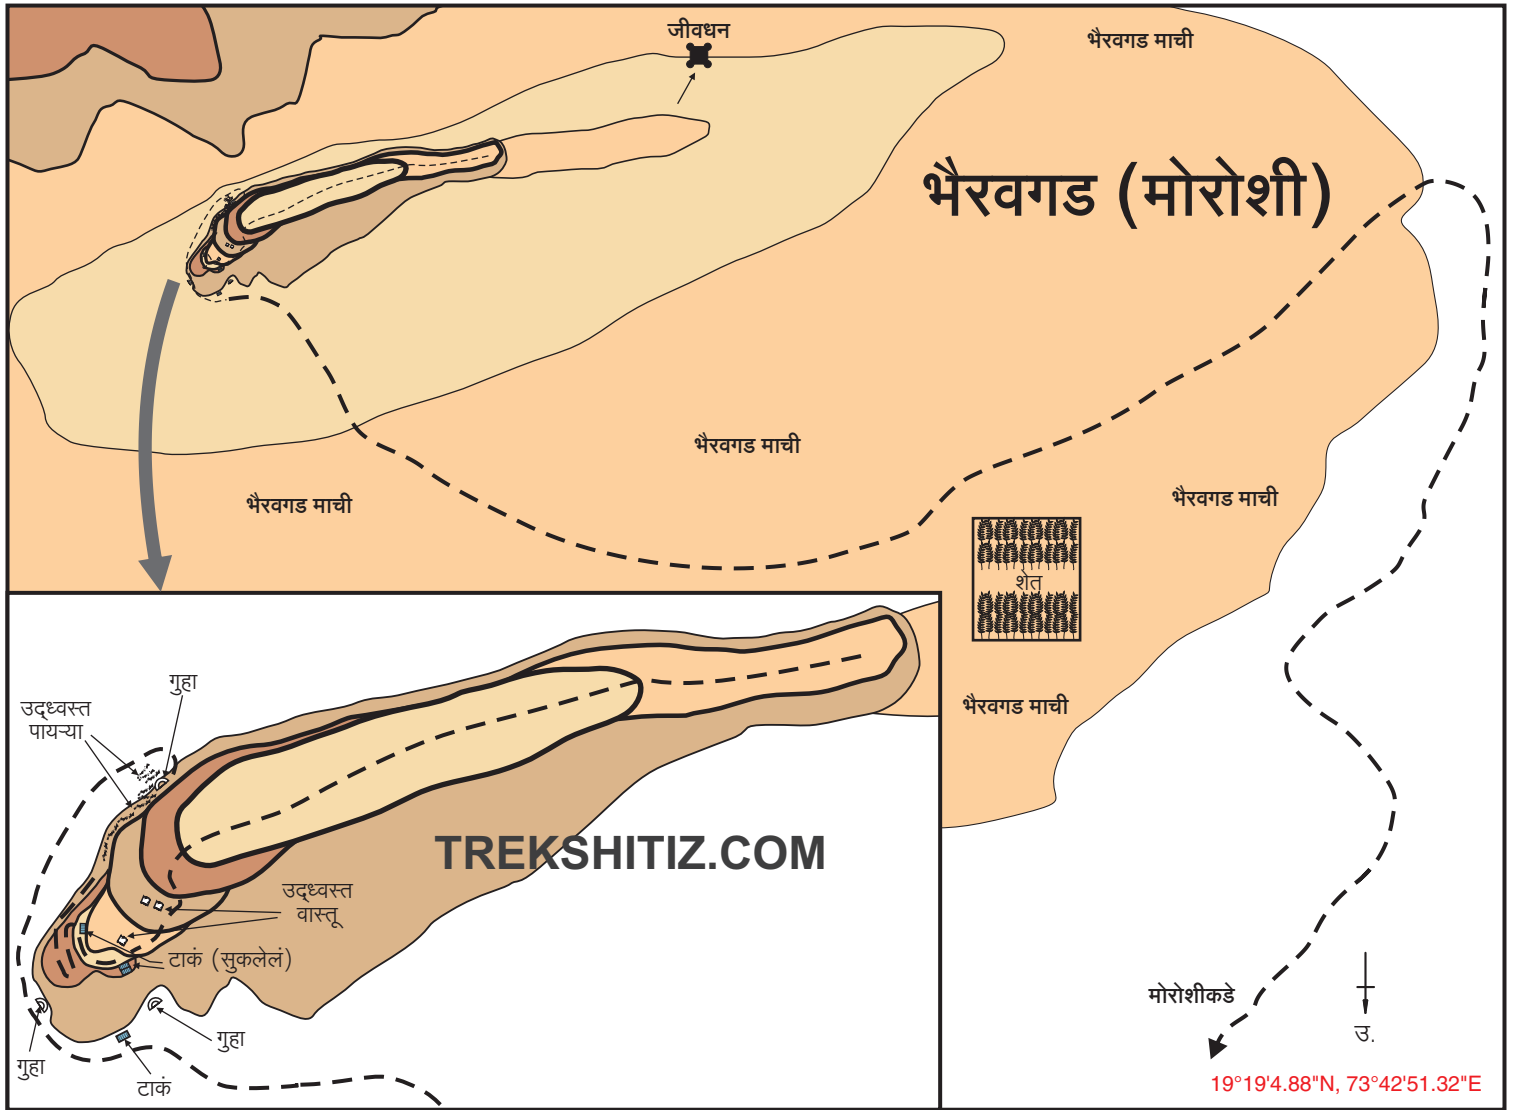 जीवधन
भैरवगड माची
भैरवगड (मोरोशी)
भैरवगड माची
भैरवगड माची
भैरवगड माची
शेत
भैरवगड माची
गुहा
उद्ध्वस्त
पायऱ्या
TREKSHITIZ.COM
उद्ध्वस्त
वास्तू
टाकं (सुकलेलं)
गुहा
गुहा
टाकं
मोरोशीकडे
उ.
19°19'4.88"N, 73°42'51.32"E